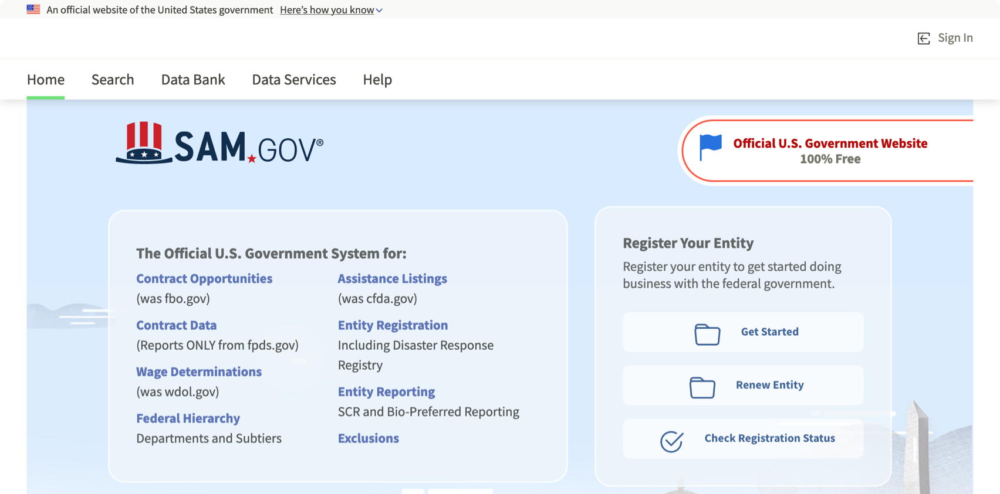 An official website of the United States government Here’s how you know
Sign In
Home Search Data Bank Data Services Help
SAM.GOV®
Official U.S. Government Website
100% Free
The Official U.S. Government System for:
Contract Opportunities
(was fbo.gov)
Contract Data
(Reports ONLY from fpds.gov)
Wage Determinations
(was wdol.gov)
Federal Hierarchy
Departments and Subtiers
Assistance Listings
(was cfda.gov)
Entity Registration
Including Disaster Response
Registry
Entity Reporting
SCR and Bio-Preferred Reporting
Exclusions
Register Your Entity
Register your entity to get started doing
business with the federal government.
Get Started
Renew Entity
Check Registration Status